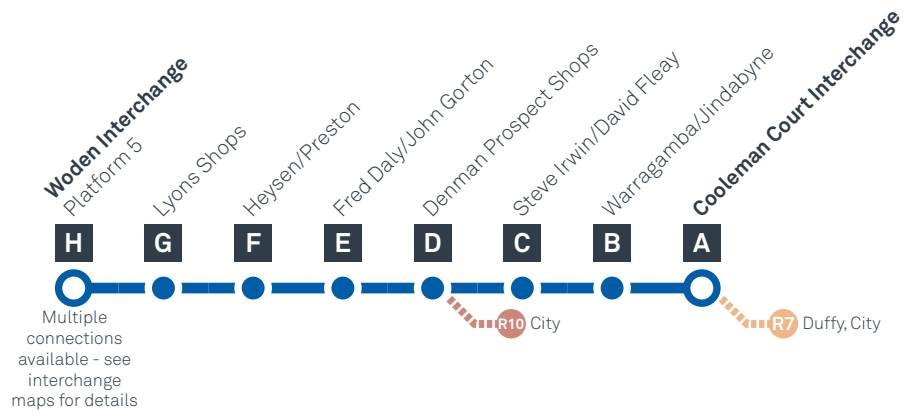 Woden Interchange
Platform 5
Lyons Shops
Heysen/Preston
Fred Daly/John Gorton
Denman Prospect Shops
Steve Irwin/David Fleay
Warragamba/Jindabyne
Cooleman Court Interchange
H G F E D C B A
Multiple
connections
available - see
interchange
maps for details
R10 City
R7 Duffy, City